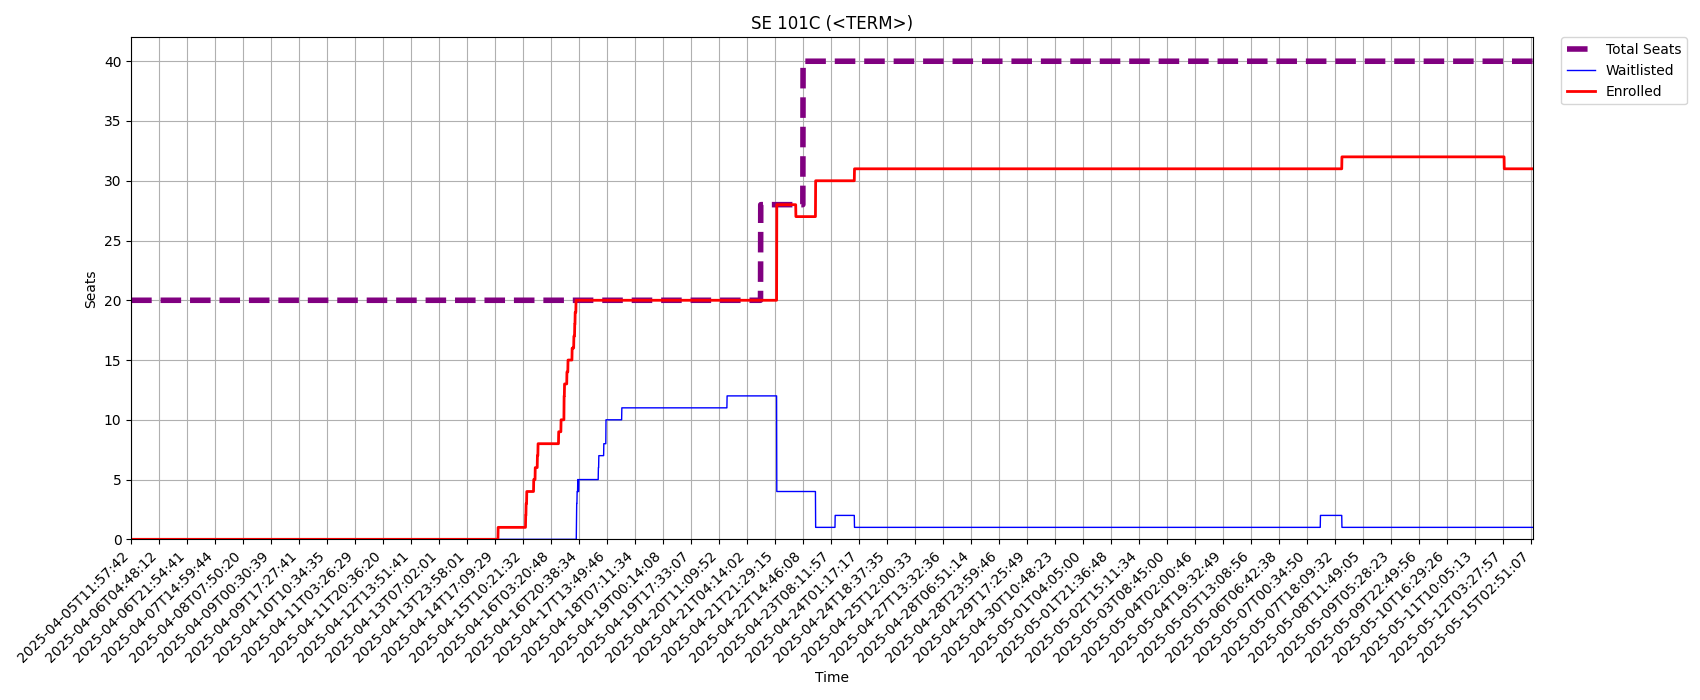 SE 101C (<TERM>)
Total Seats
Waitlisted
Enrolled
40
35
30
25
20
15
10
5
0
Seats
2025-04-05T11:57:42
2025-04-06T04:48:12
2025-04-06T21:54:41
2025-04-07T14:59:44
2025-04-08T07:50:20
2025-04-09T00:30:39
2025-04-09T17:27:41
2025-04-10T10:34:35
2025-04-11T03:26:29
2025-04-11T20:36:20
2025-04-12T13:51:41
2025-04-13T07:02:01
2025-04-13T23:58:01
2025-04-14T17:09:29
2025-04-15T10:21:32
2025-04-16T03:20:48
2025-04-16T20:38:34
2025-04-17T13:49:46
2025-04-18T07:11:34
2025-04-19T00:14:08
2025-04-19T17:33:07
2025-04-20T11:09:52
2025-04-21T04:14:02
2025-04-21T21:29:15
2025-04-22T14:46:08
2025-04-23T08:11:57
2025-04-24T01:17:17
2025-04-24T18:37:35
2025-04-25T12:00:33
2025-04-27T13:32:36
2025-04-28T06:51:14
2025-04-28T23:59:46
2025-04-29T17:25:49
2025-04-30T10:48:23
2025-05-01T04:05:00
2025-05-01T21:36:48
2025-05-02T15:11:34
2025-05-03T08:45:00
2025-05-04T02:00:46
2025-05-04T19:32:49
2025-05-05T13:08:56
2025-05-06T06:42:38
2025-05-07T00:34:50
2025-05-07T18:09:32
2025-05-08T11:49:05
2025-05-09T05:28:23
2025-05-09T22:49:56
2025-05-10T16:29:26
2025-05-11T10:05:13
2025-05-12T03:27:57
2025-05-15T02:51:07
Time